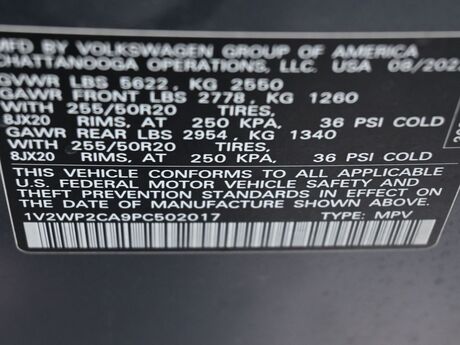 MFD BY VOLKSWAGEN GROUP OF AMERICA
CHATTANOOGA OPERATIONS, LLC. USA 08/202
GVWR LBS 5622, KG 2550
GAWR FRONT LBS 2778, KG 1260
WITH 255/50R20 TIRES,
8JX20 RIMS, AT 250 KPA, 36 PSI COLD
GAWR REAR LBS 2954, KG 1340
WITH 255/50R20 TIRES,
8JX20 RIMS, AT 250 KPA, 36 PSI COLD
THIS VEHICLE CONFORMS TO ALL APPLICABLE
U.S. FEDERAL MOTOR VEHICLE SAFETY AND
THEFT PREVENTION STANDARDS IN EFFECT ON
THE DATE OF MANUFACTURE SHOWN ABOVE.
1V2WP2CA9PC502017 TYPE: MPV